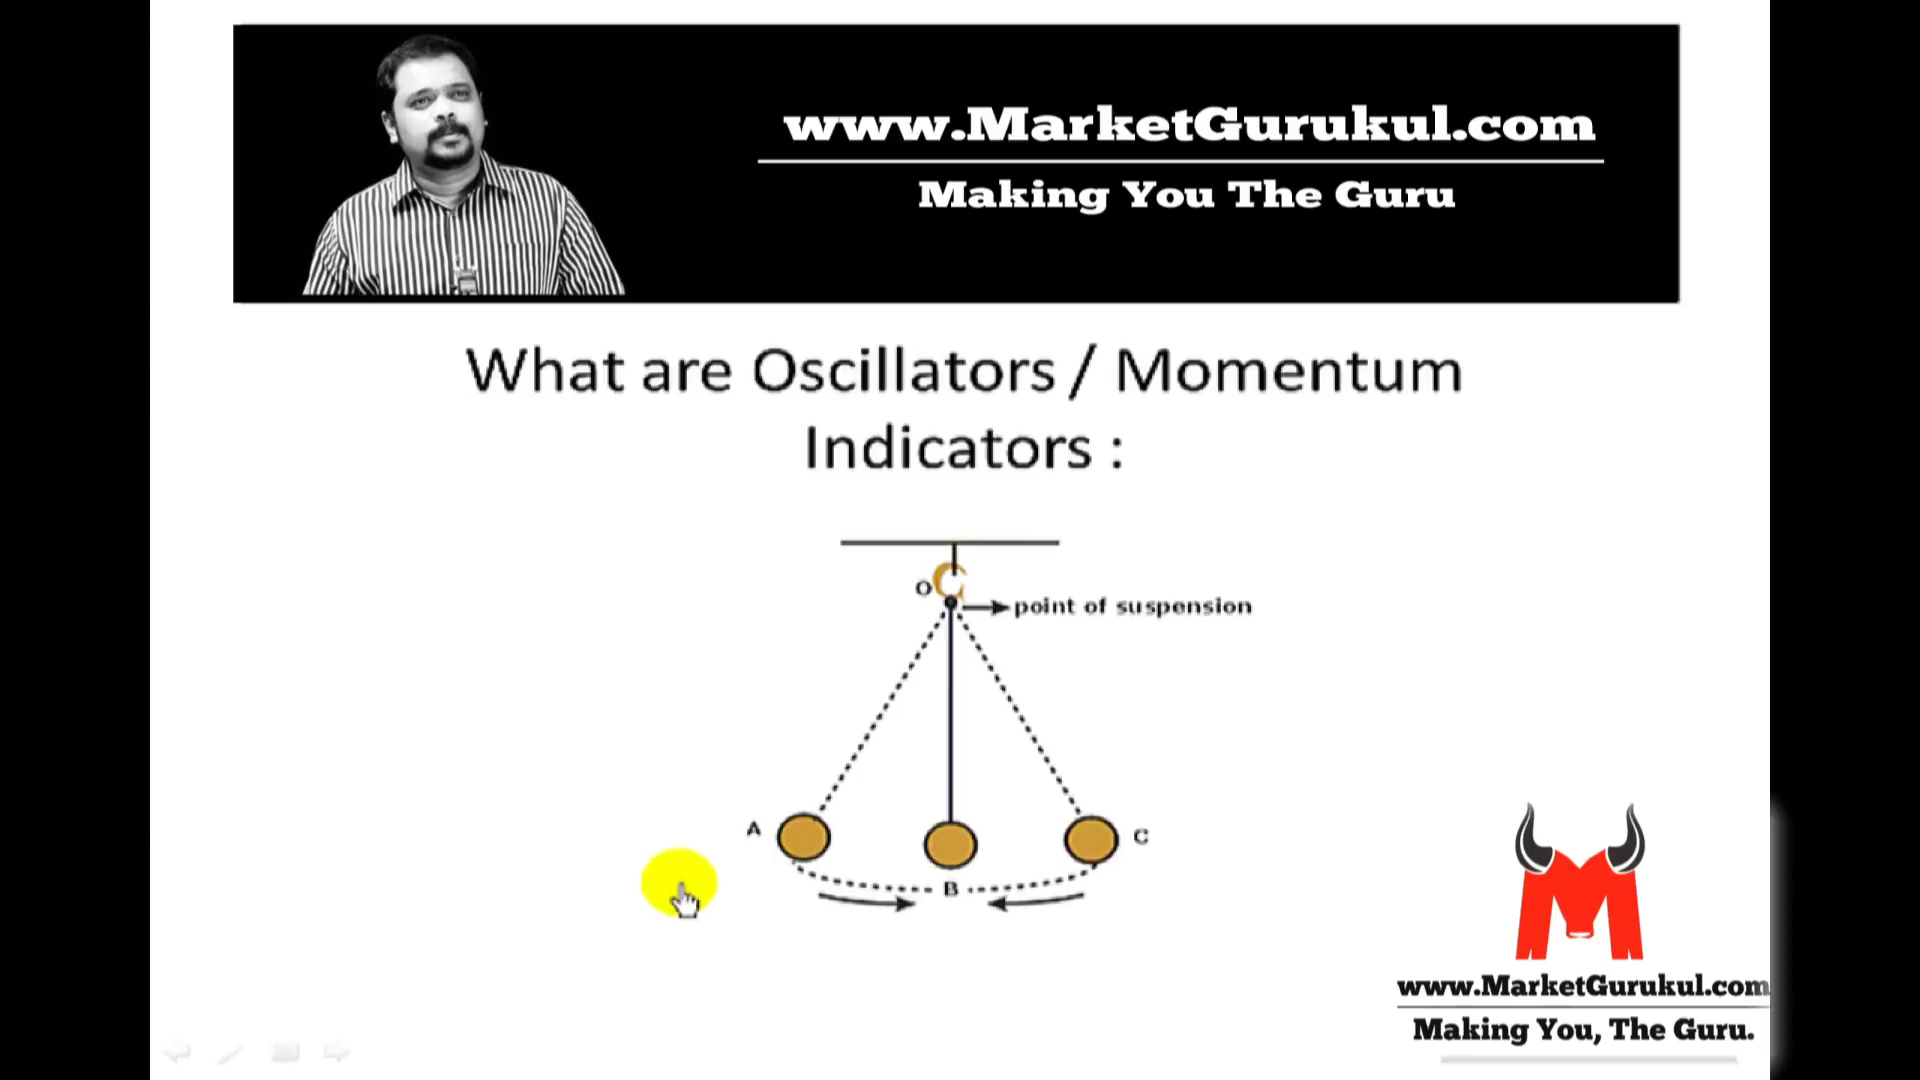 www.MarketGurukul.com
Making You The Guru
What are Oscillators / Momentum
Indicators :
O
point of suspension
A
C
B
www.MarketGurukul.com
Making You, The Guru.